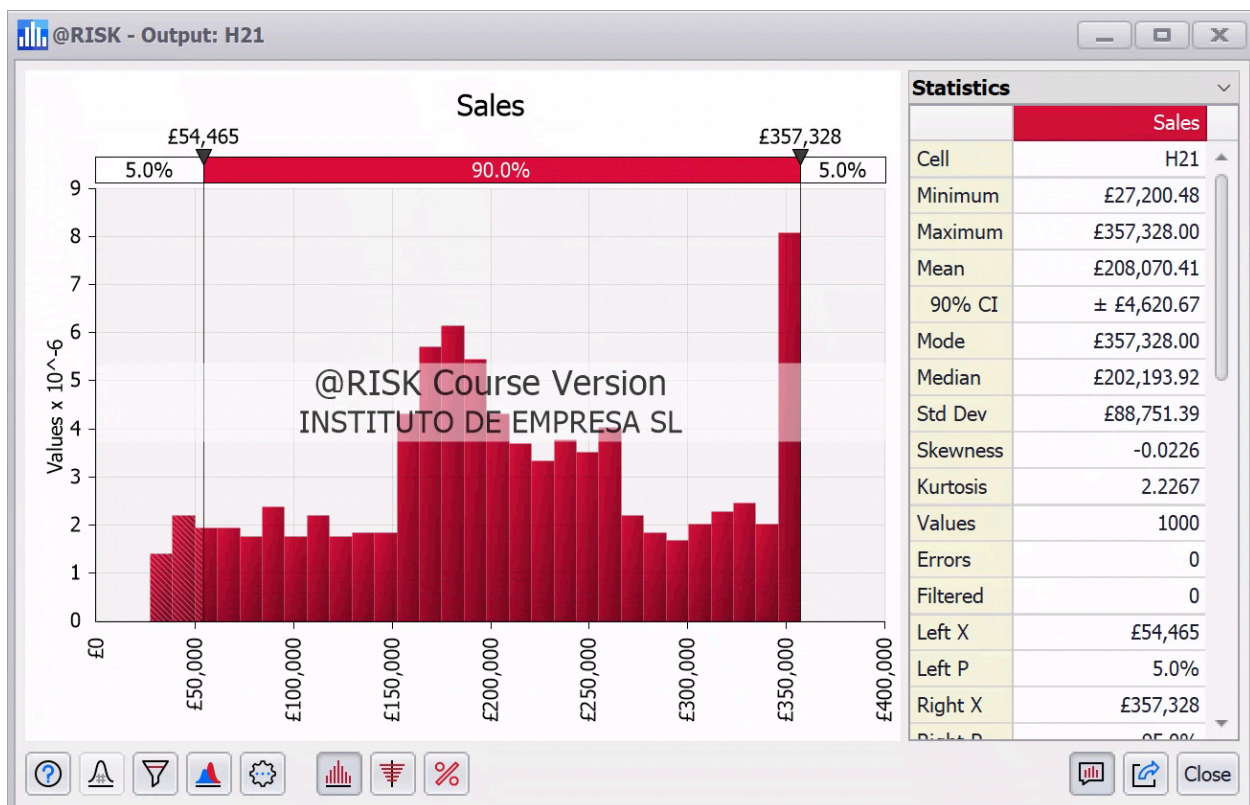 @RISK - Output: H21
Sales
£54,465 £357,328
5.0% 90.0% 5.0%
9
8
7
6
5
4
3
2
1
0
Values x 10^-6
£0
£50,000
£100,000
£150,000
£200,000
£250,000
£300,000
£350,000
£400,000
@RISK Course Version
INSTITUTO DE EMPRESA SL
Statistics
Sales
Cell H21
Minimum £27,200.48
Maximum £357,328.00
Mean £208,070.41
90% CI ± £4,620.67
Mode £357,328.00
Median £202,193.92
Std Dev £88,751.39
Skewness -0.0226
Kurtosis 2.2267
Values 1000
Errors 0
Filtered 0
Left X £54,465
Left P 5.0%
Right X £357,328
Close